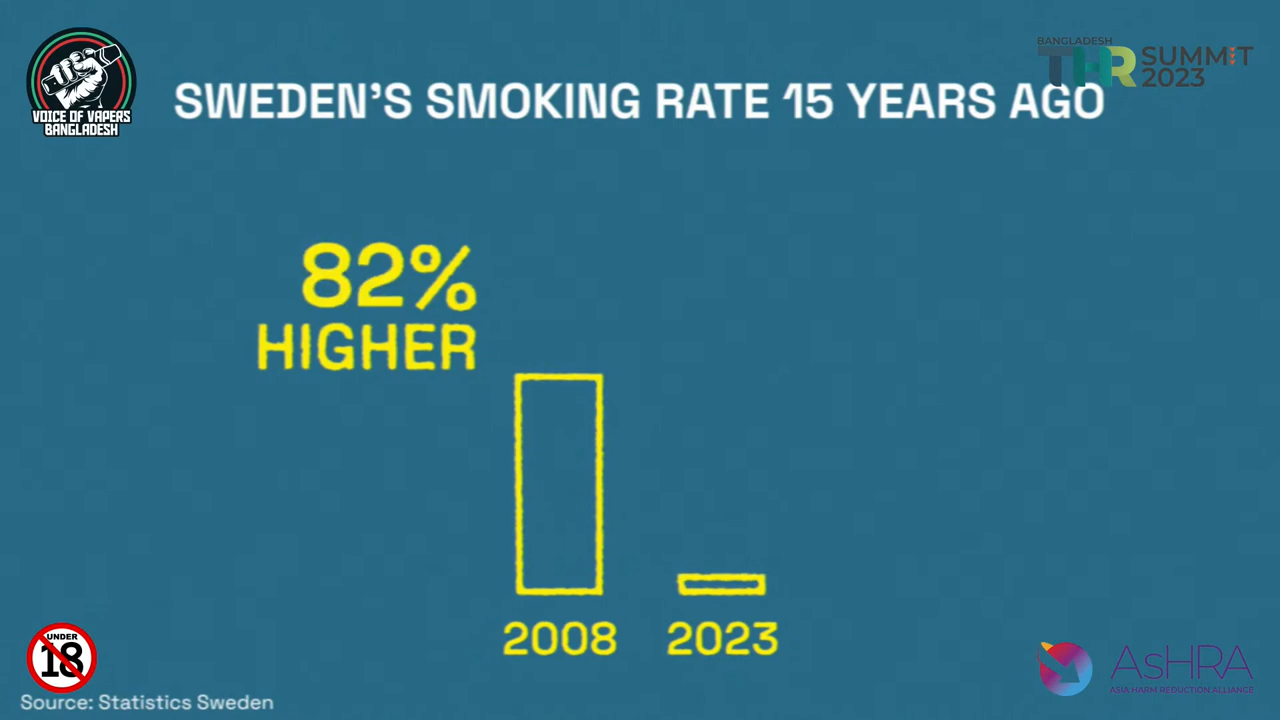 VOICE OF VAPERS
BANGLADESH
BANGLADESH
THR SUMMIT
2023
SWEDEN'S SMOKING RATE 15 YEARS AGO
82%
HIGHER
2008 2023
UNDER
18
Source: Statistics Sweden
AsHRA
ASIA HARM REDUCTION ALLIANCE